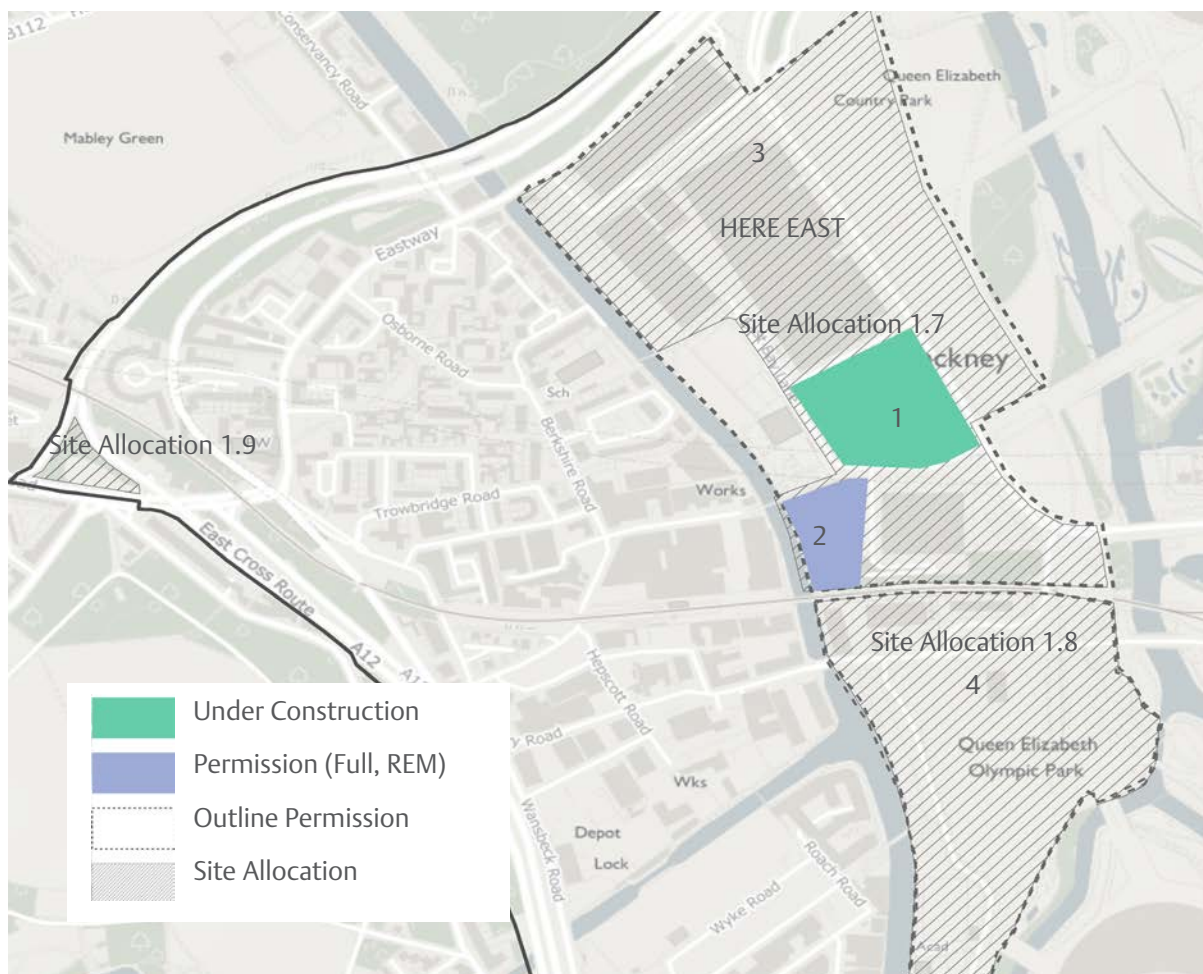 B112
Conservancy Road
Mabley Green
Queen Elizabeth
Country Park
3
HERE EAST
Eastway
Osborne Road
Site Allocation 1.7
ckney
Sch
1
Berkshire Road
Site Allocation 1.9
Works
Trowbridge Road
2
East Cross Route
A12
Hepscott Road
Site Allocation 1.8
4
Queen Elizabeth
Olympic Park
Wks
Road
Wansbeck Road
Depot
Lock
Roach Road
Wyke Road
Acad
Under Construction
Permission (Full, REM)
Outline Permission
Site Allocation